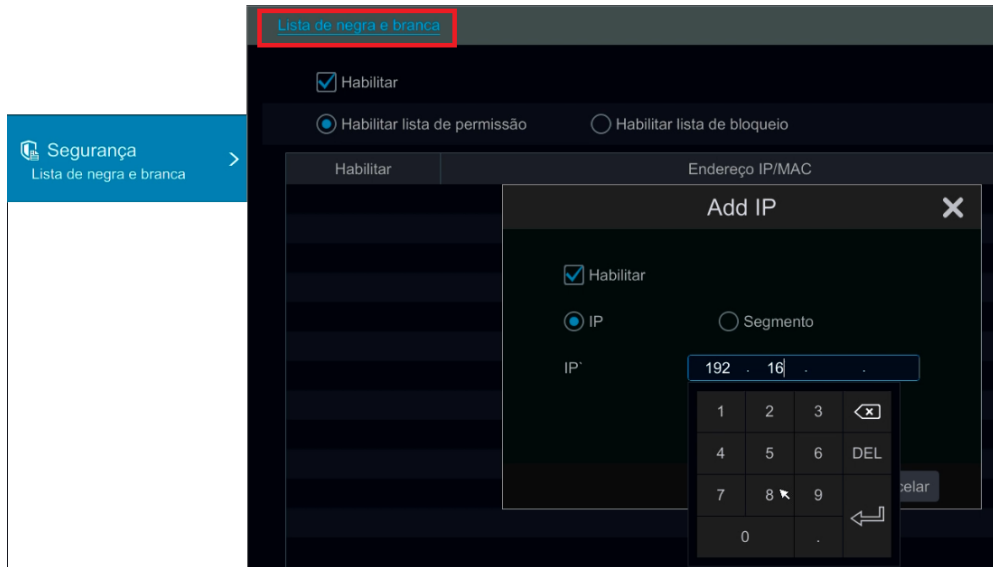 Lista de negra e branca
Habilitar
Habilitar lista de permissão
Habilitar lista de bloqueio
Segurança
Lista de negra e branca
Habilitar
Endereço IP/MAC
Add IP
Habilitar
IP
Segmento
IP`
192 . 16 . .
1 2 3
4 5 6 DEL
7 8 9
celar
0 .